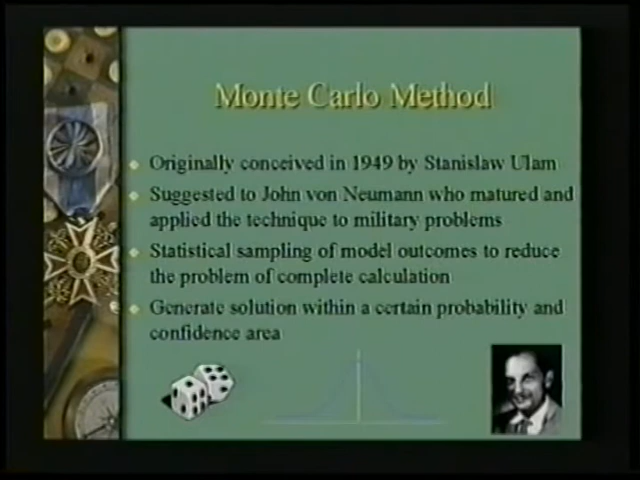 Monte Carlo Method
Originally conceived in 1949 by Stanislaw Ulam
Suggested to John von Neumann who matured and
applied the technique to military problems
Statistical sampling of model outcomes to reduce
the problem of complete calculation
Generate solution within a certain probability and
confidence area